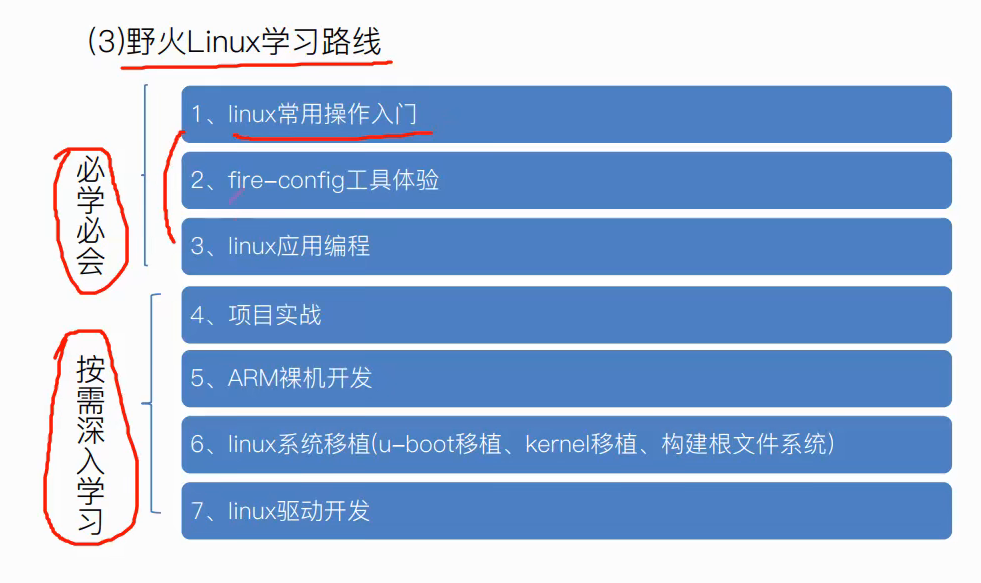 (3)野火Linux学习路线
必学必会
1、linux常用操作入门
2、fire-config工具体验
3、linux应用编程
按需深入学习
4、项目实战
5、ARM裸机开发
6、linux系统移植(u-boot移植、kernel移植、构建根文件系统)
7、linux驱动开发